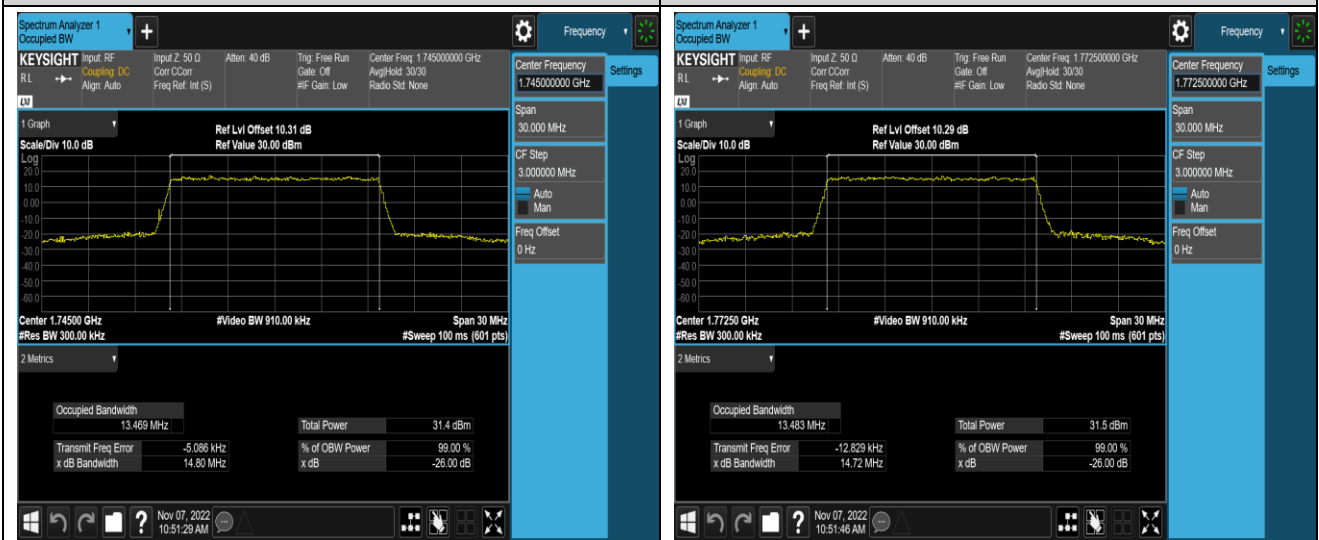 Spectrum Analyzer 1
Occupied BW
+
Frequency
KEYSIGHT
R L
LXI
Input: RF
Coupling: DC
Align: Auto
Input Z: 50 Ω
Corr CCorr
Freq Ref: Int (S)
Atten: 40 dB
Trig: Free Run
Gate: Off
#IF Gain: Low
Center Freq: 1.745000000 GHz
Avg|Hold: 30/30
Radio Std: None
Center Frequency
1.745000000 GHz
Settings
Span
30.000 MHz
CF Step
3.000000 MHz
Auto
Man
Freq Offset
0 Hz
1 Graph
Ref Lvl Offset 10.31 dB
Scale/Div 10.0 dB
Ref Value 30.00 dBm
Log
20.0
10.0
0.00
-10.0
-20.0
-30.0
-40.0
-50.0
-60.0
Center 1.74500 GHz
#Video BW 910.00 kHz
Span 30 MHz
#Res BW 300.00 kHz
#Sweep 100 ms (601 pts)
2 Metrics
Occupied Bandwidth
13.469 MHz
Total Power 31.4 dBm
Transmit Freq Error -5.086 kHz
% of OBW Power 99.00 %
x dB Bandwidth 14.80 MHz
x dB -26.00 dB
?
Nov 07, 2022
10:51:29 AM
Spectrum Analyzer 1
Occupied BW
+
Frequency
KEYSIGHT
R L
LXI
Input: RF
Coupling: DC
Align: Auto
Input Z: 50 Ω
Corr CCorr
Freq Ref: Int (S)
Atten: 40 dB
Trig: Free Run
Gate: Off
#IF Gain: Low
Center Freq: 1.772500000 GHz
Avg|Hold: 30/30
Radio Std: None
Center Frequency
1.772500000 GHz
Settings
Span
30.000 MHz
CF Step
3.000000 MHz
Auto
Man
Freq Offset
0 Hz
1 Graph
Ref Lvl Offset 10.29 dB
Scale/Div 10.0 dB
Ref Value 30.00 dBm
Log
20.0
10.0
0.00
-10.0
-20.0
-30.0
-40.0
-50.0
-60.0
Center 1.77250 GHz
#Video BW 910.00 kHz
Span 30 MHz
#Res BW 300.00 kHz
#Sweep 100 ms (601 pts)
2 Metrics
Occupied Bandwidth
13.483 MHz
Total Power 31.5 dBm
Transmit Freq Error -12.829 kHz
% of OBW Power 99.00 %
x dB Bandwidth 14.72 MHz
x dB -26.00 dB
?
Nov 07, 2022
10:51:46 AM